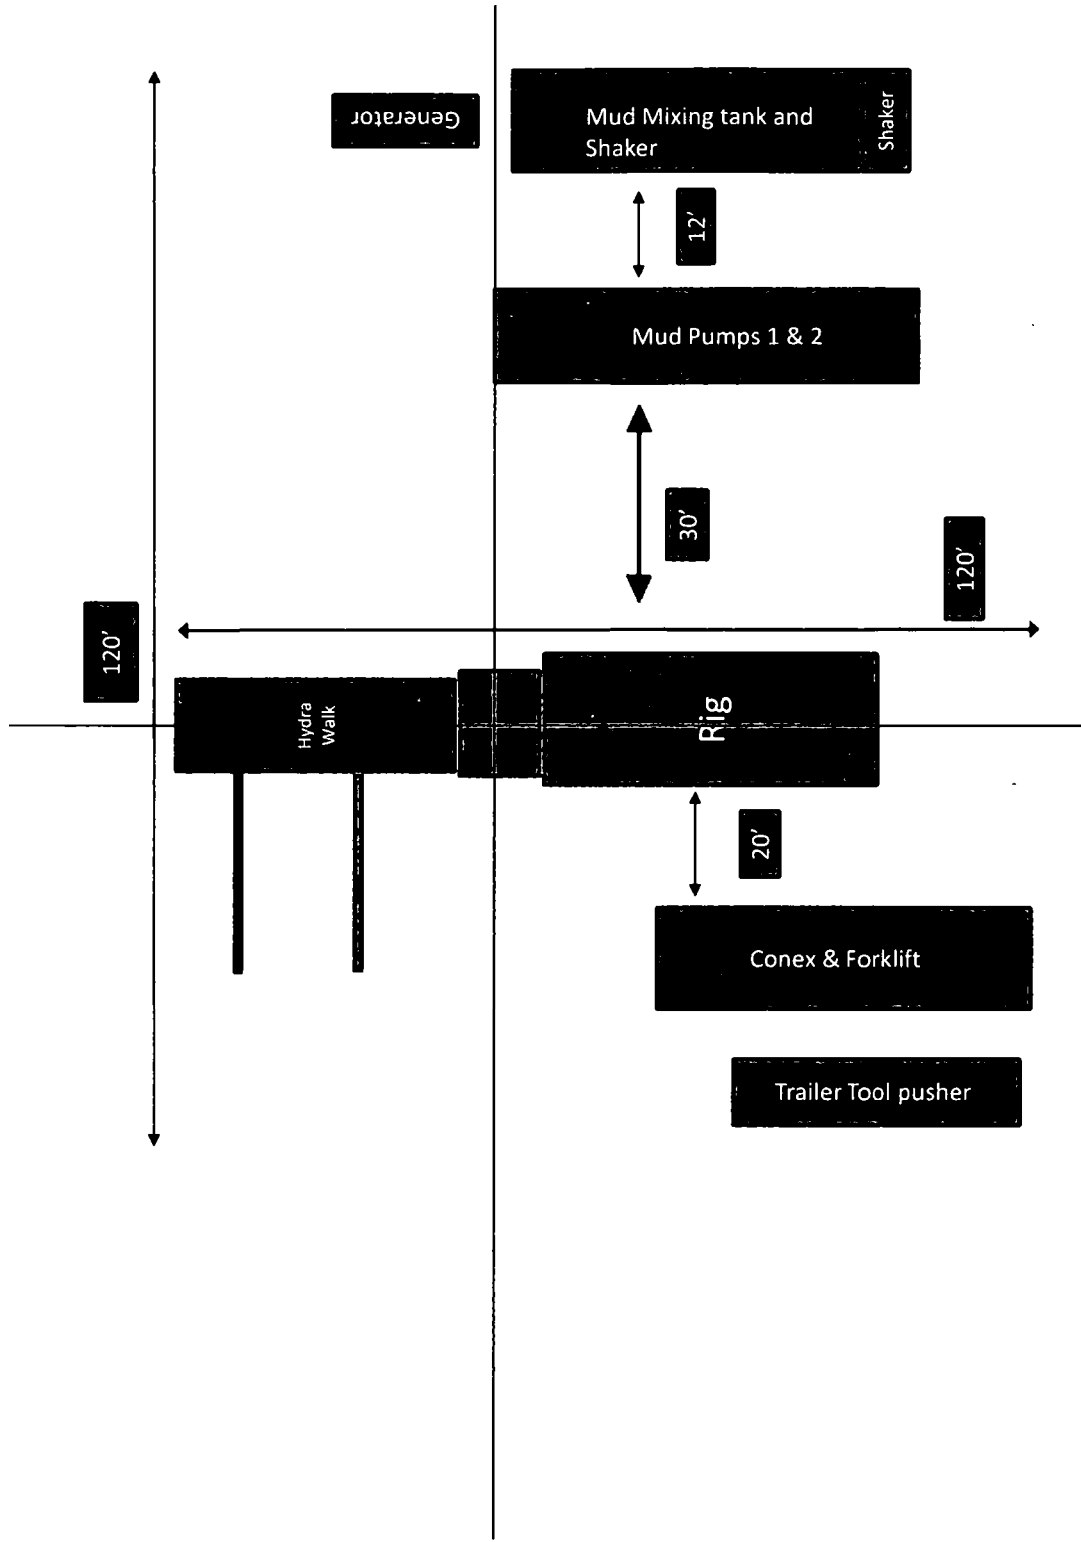 Generator
Mud Mixing tank and
Shaker
Shaker
12'
Mud Pumps 1 & 2
30'
120'
120'
Hydra
Walk
Rig
20'
Conex & Forklift
Trailer Tool pusher